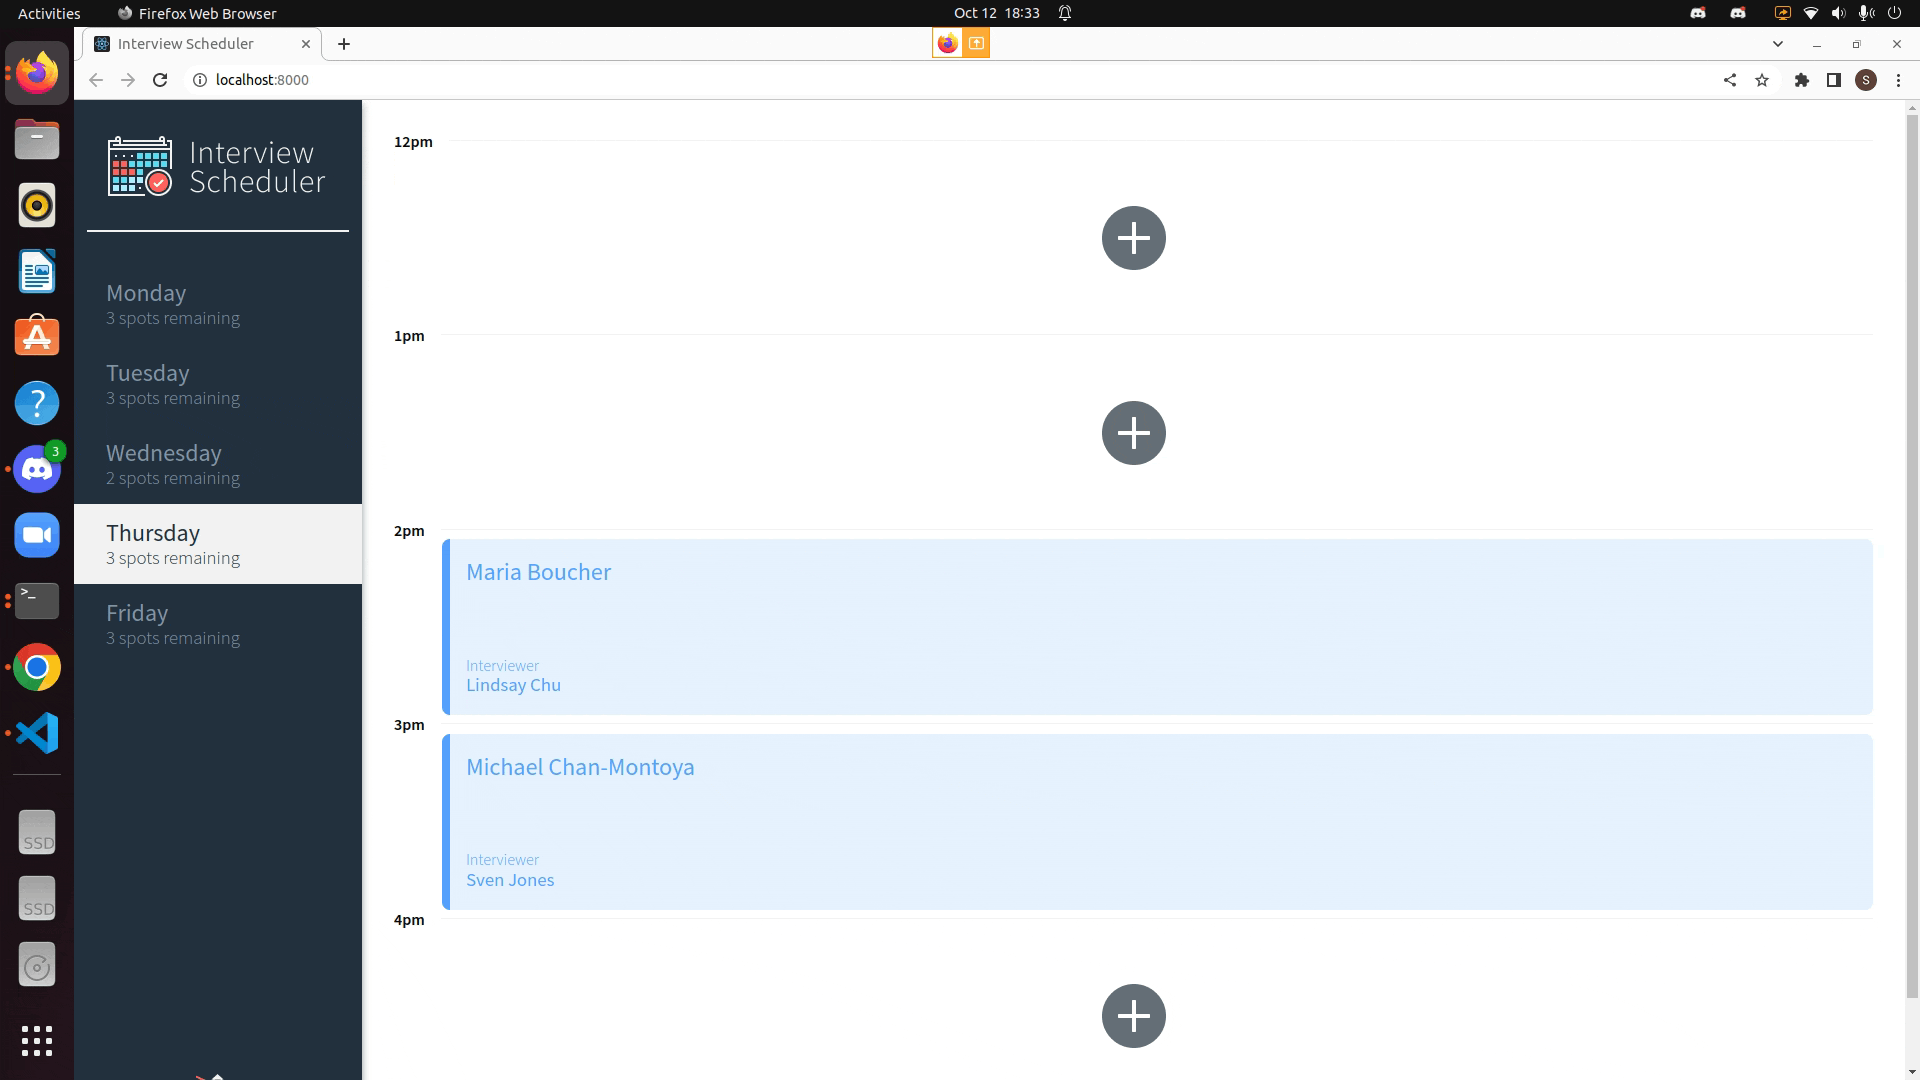 Activities
Firefox Web Browser
Oct 12 18:33
Interview Scheduler
localhost:8000
S
3
>_
SSD
SSD
Interview
Scheduler
Monday
3 spots remaining
Tuesday
3 spots remaining
Wednesday
2 spots remaining
Thursday
3 spots remaining
Friday
3 spots remaining
12pm
1pm
2pm
Maria Boucher
Interviewer
Lindsay Chu
3pm
Michael Chan-Montoya
Interviewer
Sven Jones
4pm